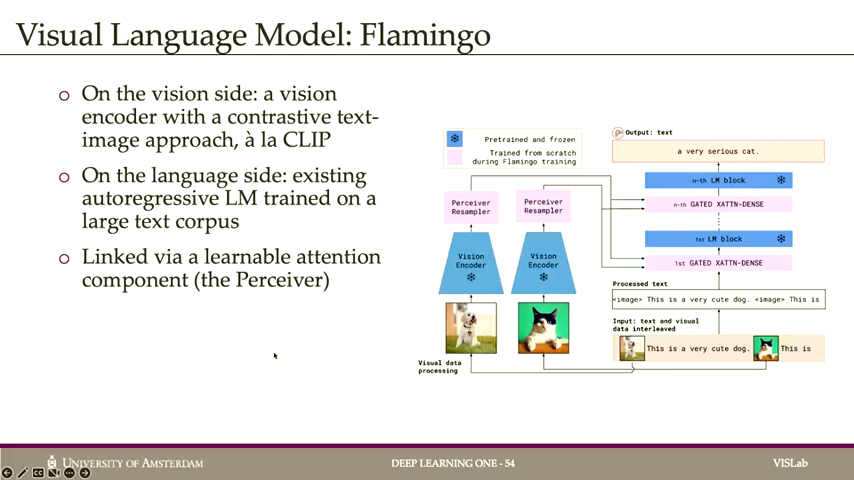 Visual Language Model: Flamingo
On the vision side: a vision
encoder with a contrastive text-
image approach, à la CLIP
On the language side: existing
autoregressive LM trained on a
large text corpus
Linked via a learnable attention
component (the Perceiver)
Pretrained and frozen
Trained from scratch
during Flamingo training
Output: text
a very serious cat.
n-th LM block
n-th GATED XATTN-DENSE
1st LM block
1st GATED XATTN-DENSE
Perceiver
Resampler
Perceiver
Resampler
Vision
Encoder
Vision
Encoder
Processed text
<image> This is a very cute dog. <image> This is
Input: text and visual
data interleaved
This is a very cute dog.
This is
Visual data
processing
UNIVERSITY OF AMSTERDAM
DEEP LEARNING ONE - 54
VISLab